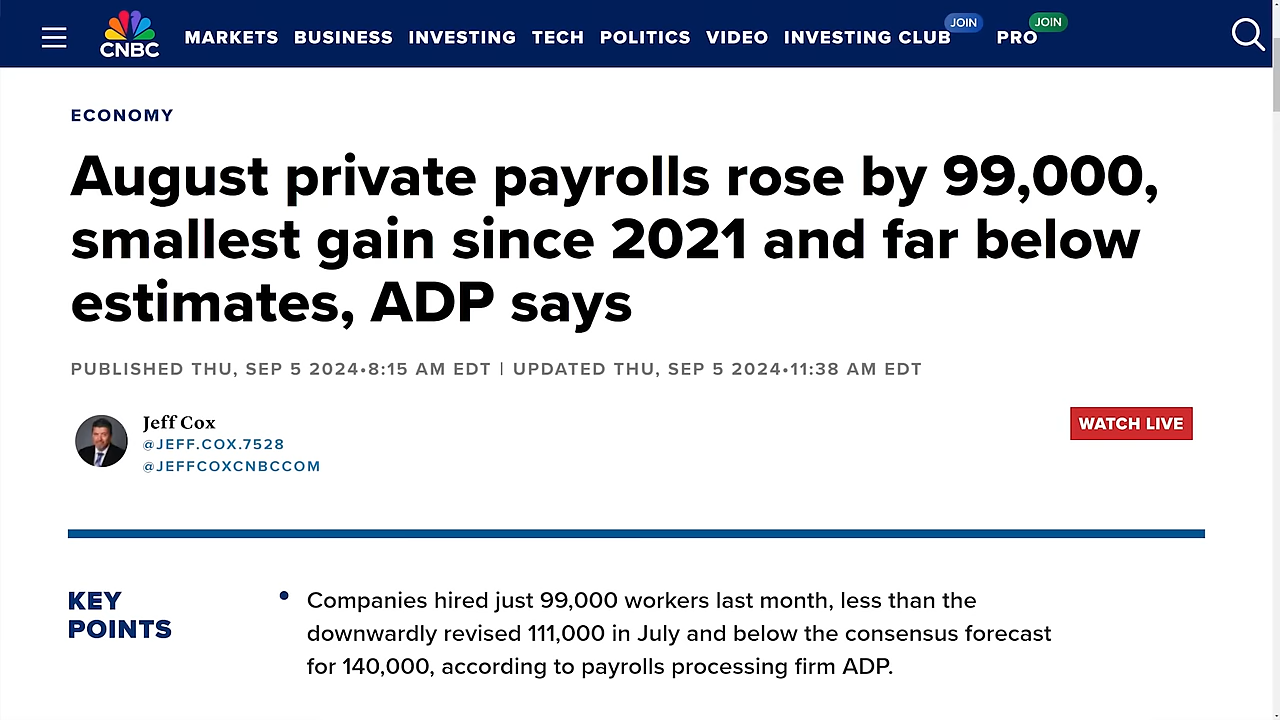 CNBC
MARKETS BUSINESS INVESTING TECH POLITICS VIDEO INVESTING CLUB JOIN PRO JOIN
ECONOMY
August private payrolls rose by 99,000,
smallest gain since 2021 and far below
estimates, ADP says
PUBLISHED THU, SEP 5 2024•8:15 AM EDT | UPDATED THU, SEP 5 2024•11:38 AM EDT
Jeff Cox
@JEFF.COX.7528
@JEFFCOXCNBCCOM
WATCH LIVE
KEY
POINTS
• Companies hired just 99,000 workers last month, less than the
downwardly revised 111,000 in July and below the consensus forecast
for 140,000, according to payrolls processing firm ADP.